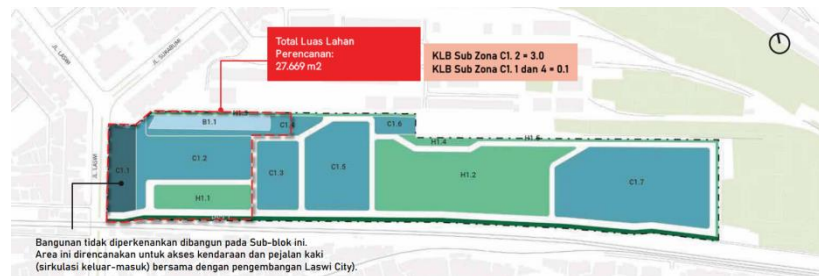 JL. SUKABUMI
JL. LASWI
Total Luas Lahan
Perencanan:
27.669 m2
KLB Sub Zona C1. 2 = 3.0
KLB Sub Zona C1. 1 dan 4 = 0.1
JL. LASWI
H1.3
B1.1
C1.4
C1.6
H1.4
H1.5
C1.1
C1.2
C1.3
C1.5
H1.2
C1.7
H1.1
Bangunan tidak diperkenankan dibangun pada Sub-blok ini.
Area ini direncanakan untuk akses kendaraan dan pejalan kaki
(sirkulasi keluar-masuk) bersama dengan pengembangan Laswi City).